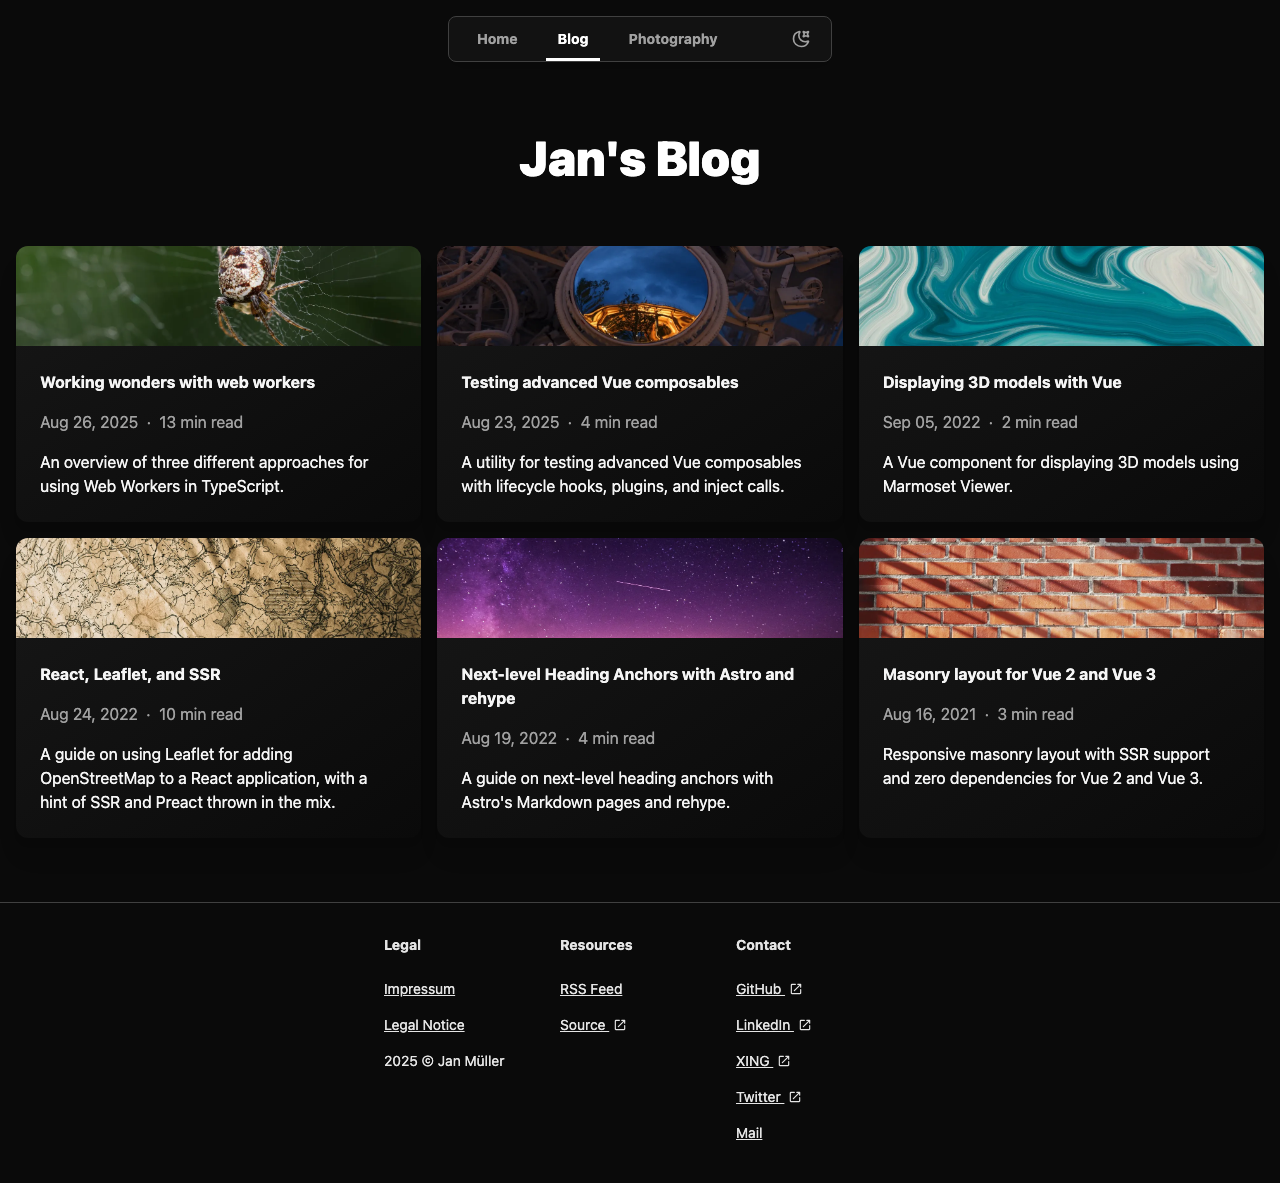 Home Blog Photography
Jan's Blog
Working wonders with web workers
Aug 26, 2025 · 13 min read
An overview of three different approaches for
using Web Workers in TypeScript.
Testing advanced Vue composables
Aug 23, 2025 · 4 min read
A utility for testing advanced Vue composables
with lifecycle hooks, plugins, and inject calls.
Displaying 3D models with Vue
Sep 05, 2022 · 2 min read
A Vue component for displaying 3D models using
Marmoset Viewer.
React, Leaflet, and SSR
Aug 24, 2022 · 10 min read
A guide on using Leaflet for adding
OpenStreetMap to a React application, with a
hint of SSR and Preact thrown in the mix.
Next-level Heading Anchors with Astro and
rehype
Aug 19, 2022 · 4 min read
A guide on next-level heading anchors with
Astro's Markdown pages and rehype.
Masonry layout for Vue 2 and Vue 3
Aug 16, 2021 · 3 min read
Responsive masonry layout with SSR support
and zero dependencies for Vue 2 and Vue 3.
Legal
Impressum
Legal Notice
2025 © Jan Müller
Resources
RSS Feed
Source
Contact
GitHub
LinkedIn
XING
Twitter
Mail